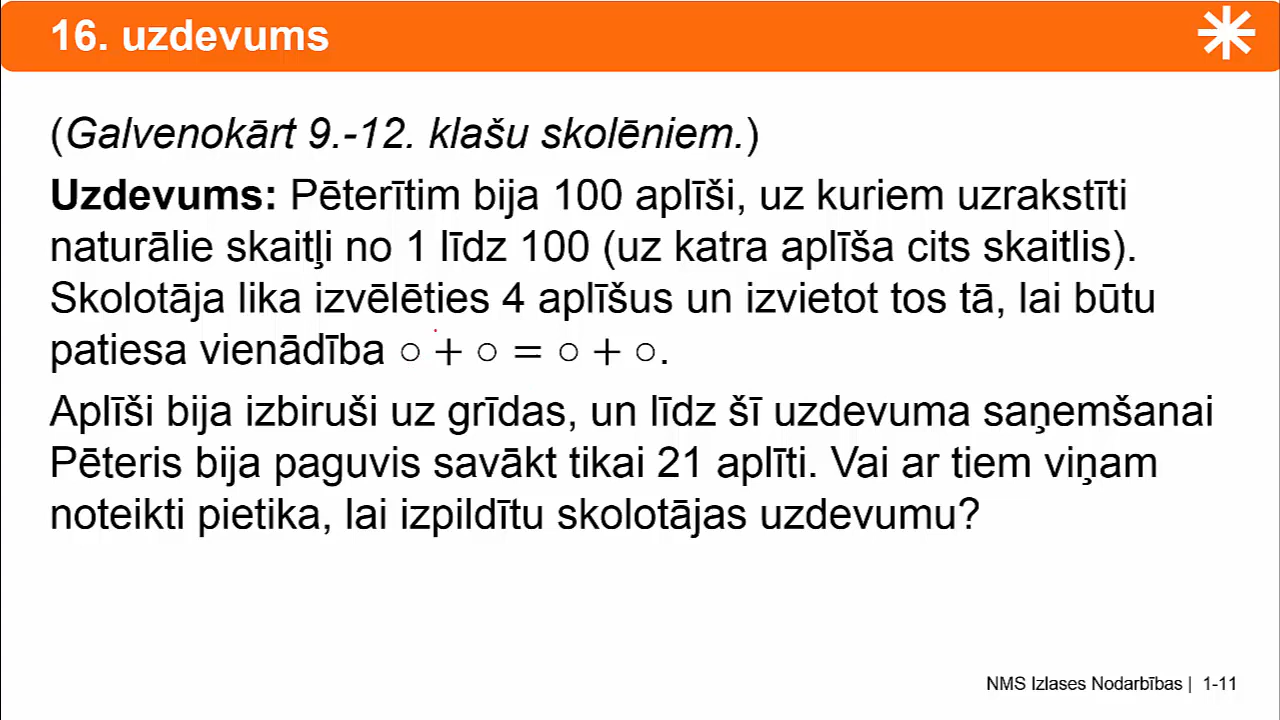 16. uzdevums
(Galvenokārt 9.-12. klašu skolēniem.)
Uzdevums: Pēterītim bija 100 aplīši, uz kuriem uzrakstīti
naturālie skaitļi no 1 līdz 100 (uz katra aplīša cits skaitlis).
Skolotāja lika izvēlēties 4 aplīšus un izvietot tos tā, lai būtu
patiesa vienādība ○ + ○ = ○ + ○.
Aplīši bija izbiruši uz grīdas, un līdz šī uzdevuma saņemšanai
Pēteris bija paguvis savākt tikai 21 aplīti. Vai ar tiem viņam
noteikti pietika, lai izpildītu skolotājas uzdevumu?
NMS Izlases Nodarbības | 1-11